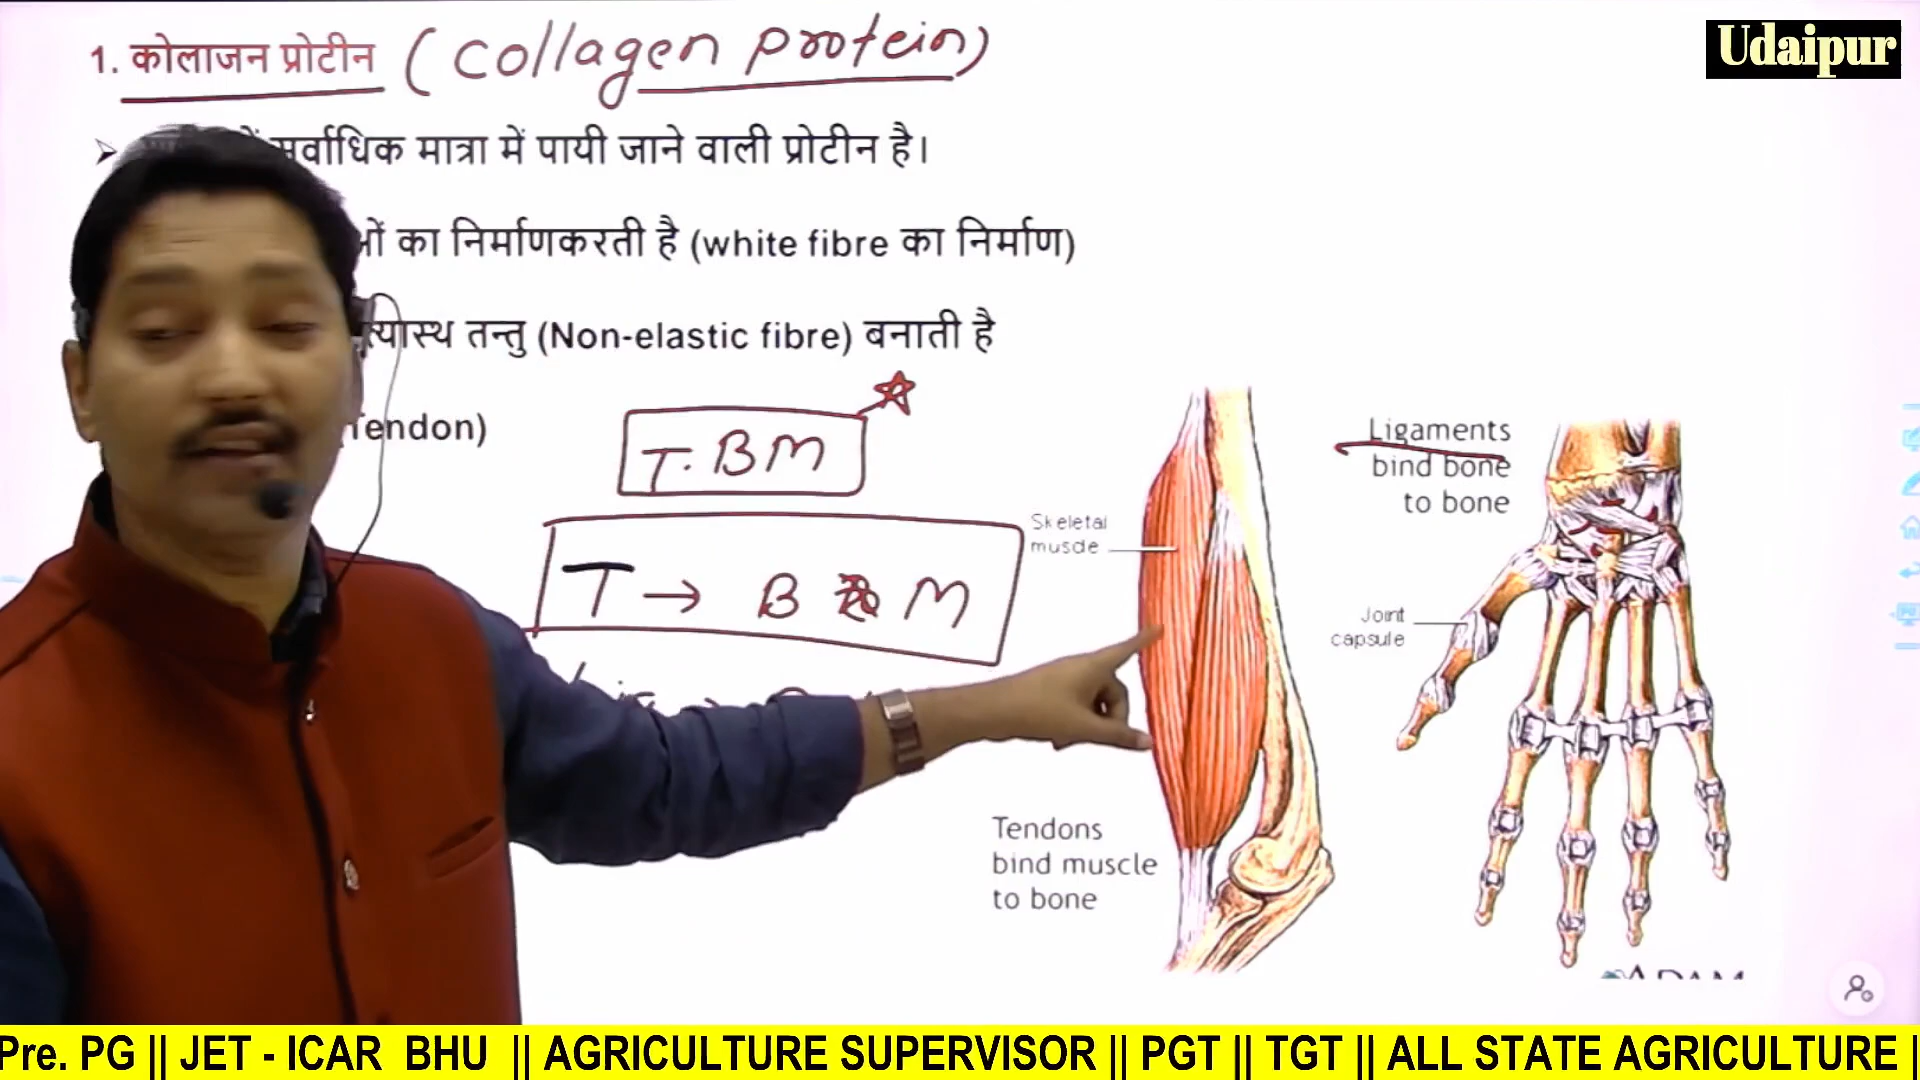 1. कोलाजन प्रोटीन (Collagen protein)
Udaipur
सर्वाधिक मात्रा में पायी जाने वाली प्रोटीन है।
का निर्माणकरती है (white fibre का निर्माण)
तन्तु (Non-elastic fibre) बनाती है
Tendon)
T. BM
T → B M
Skeletal
muscle
Tendons
bind muscle
to bone
Ligaments
bind bone
to bone
Joint
capsule
Pre. PG || JET - ICAR BHU || AGRICULTURE SUPERVISOR || PGT || TGT || ALL STATE AGRICULTURE |